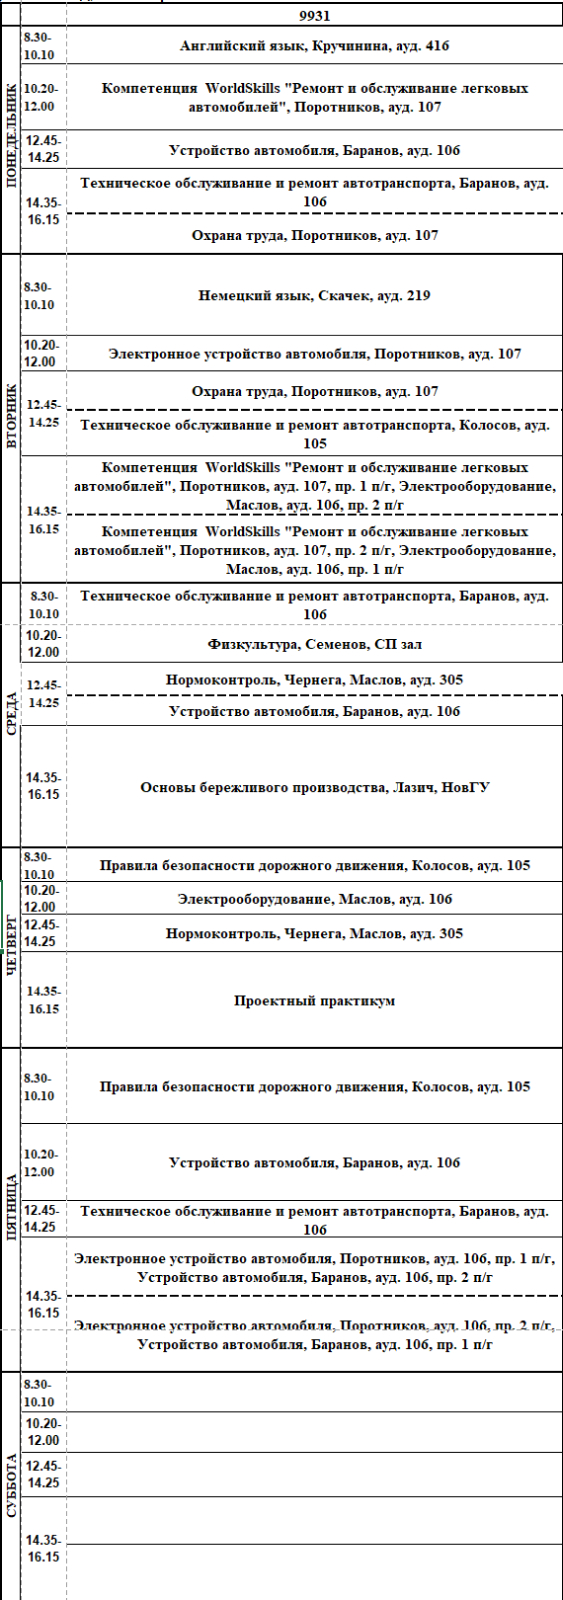 9931
ПОНЕДЕЛЬНИК
8.30-
10.10
Английский язык, Кручинина, ауд. 416
10.20-
12.00
Компетенция WorldSkills "Ремонт и обслуживание легковых
автомобилей", Поротников, ауд. 107
12.45-
14.25
Устройство автомобиля, Баранов, ауд. 106
14.35-
16.15
Техническое обслуживание и ремонт автотранспорта, Баранов, ауд.
106
Охрана труда, Поротников, ауд. 107
ВТОРНИК
8.30-
10.10
Немецкий язык, Скачек, ауд. 219
10.20-
12.00
Электронное устройство автомобиля, Поротников, ауд. 107
12.45-
14.25
Охрана труда, Поротников, ауд. 107
Техническое обслуживание и ремонт автотранспорта, Колосов, ауд.
105
14.35-
16.15
Компетенция WorldSkills "Ремонт и обслуживание легковых
автомобилей", Поротников, ауд. 107, пр. 1 п/г, Электрооборудование,
Маслов, ауд. 106, пр. 2 п/г
Компетенция WorldSkills "Ремонт и обслуживание легковых
автомобилей", Поротников, ауд. 107, пр. 2 п/г, Электрооборудование,
Маслов, ауд. 106, пр. 1 п/г
СРЕДА
8.30-
10.10
Техническое обслуживание и ремонт автотранспорта, Баранов, ауд.
106
10.20-
12.00
Физкультура, Семенов, СП зал
12.45-
14.25
Нормоконтроль, Чернега, Маслов, ауд. 305
Устройство автомобиля, Баранов, ауд. 106
14.35-
16.15
Основы бережливого производства, Лазич, НовГУ
ЧЕТВЕРГ
8.30-
10.10
Правила безопасности дорожного движения, Колосов, ауд. 105
10.20-
12.00
Электрооборудование, Маслов, ауд. 106
12.45-
14.25
Нормоконтроль, Чернега, Маслов, ауд. 305
14.35-
16.15
Проектный практикум
ПЯТНИЦА
8.30-
10.10
Правила безопасности дорожного движения, Колосов, ауд. 105
10.20-
12.00
Устройство автомобиля, Баранов, ауд. 106
12.45-
14.25
Техническое обслуживание и ремонт автотранспорта, Баранов, ауд.
106
14.35-
16.15
Электронное устройство автомобиля, Поротников, ауд. 106, пр. 1 п/г,
Устройство автомобиля, Баранов, ауд. 106, пр. 2 п/г
Электронное устройство автомобиля, Поротников, ауд. 106, пр. 2 п/г,
Устройство автомобиля, Баранов, ауд. 106, пр. 1 п/г
СУББОТА
8.30-
10.10
10.20-
12.00
12.45-
14.25
14.35-
16.15